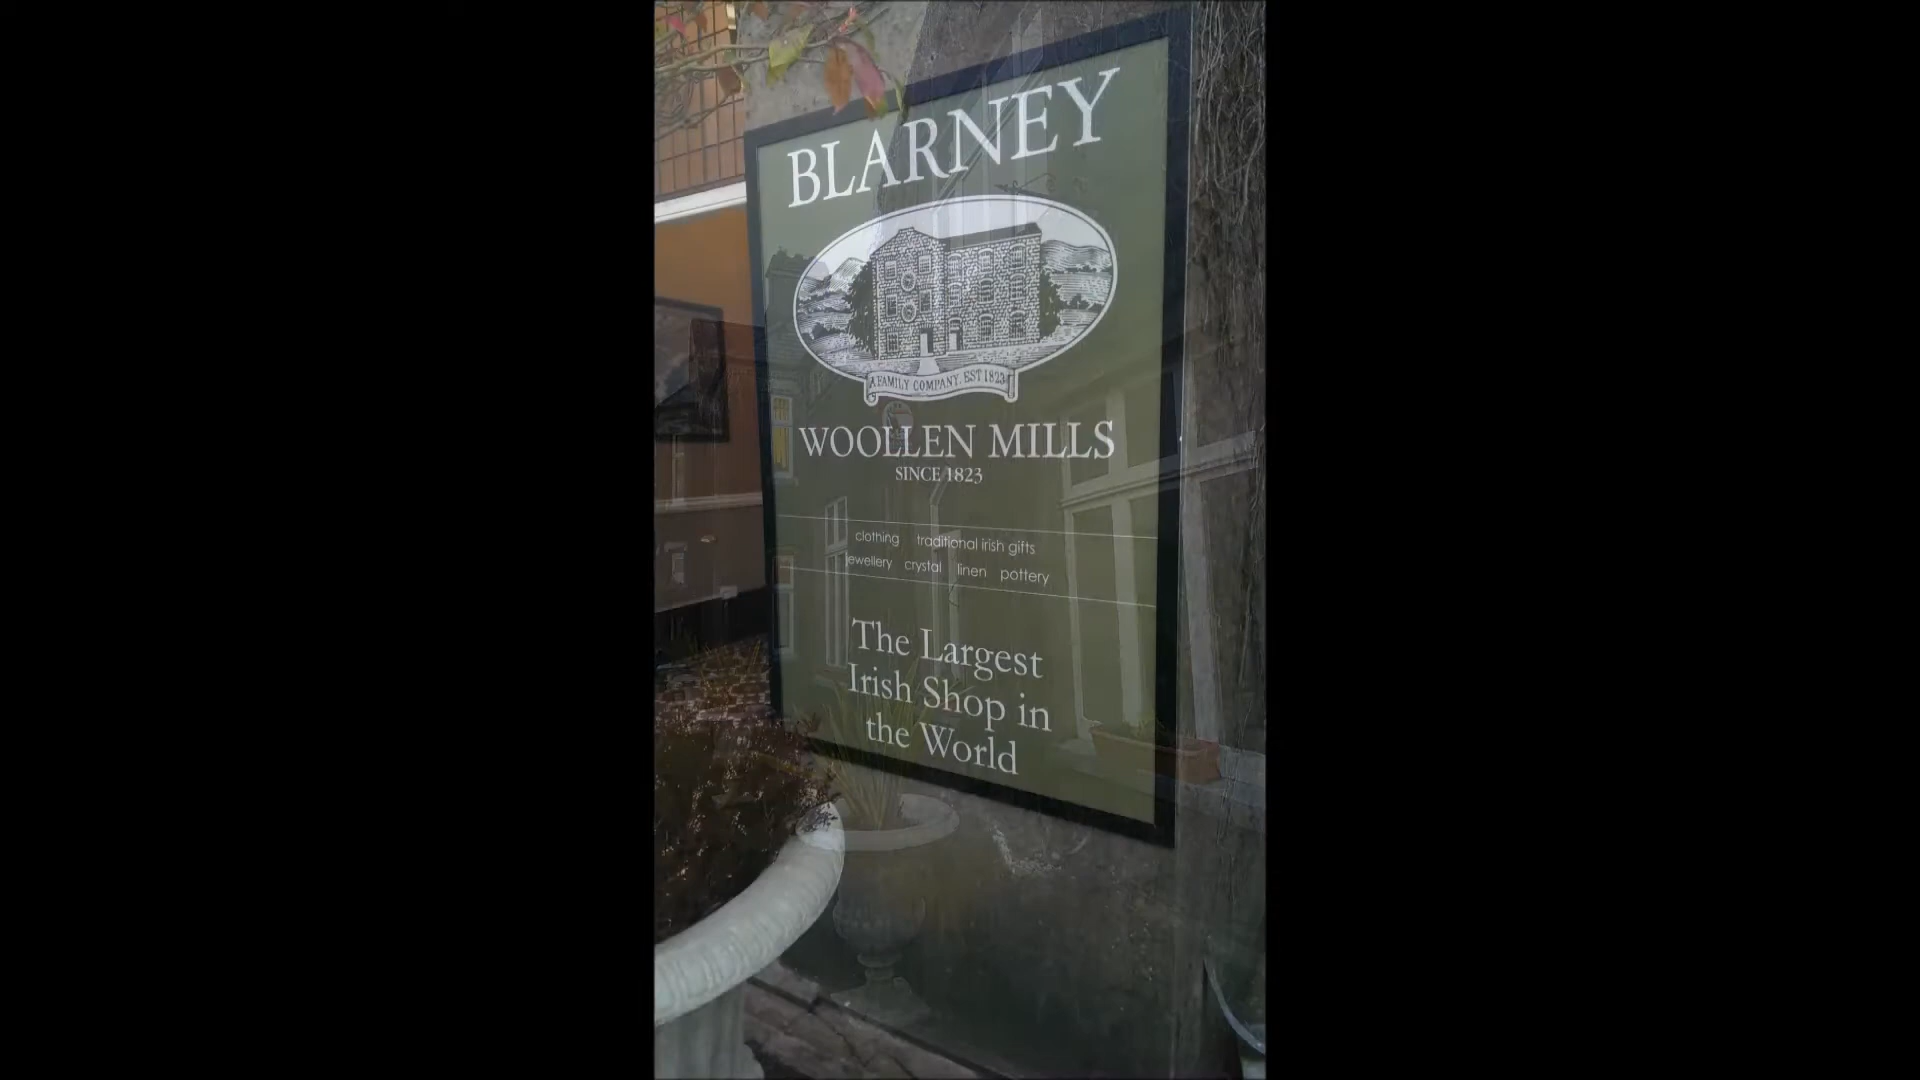 BLARNEY
A FAMILY COMPANY. EST 1823
WOOLLEN MILLS
SINCE 1823
clothing traditional irish gifts
jewellery crystal linen pottery
The Largest
Irish Shop in
the World